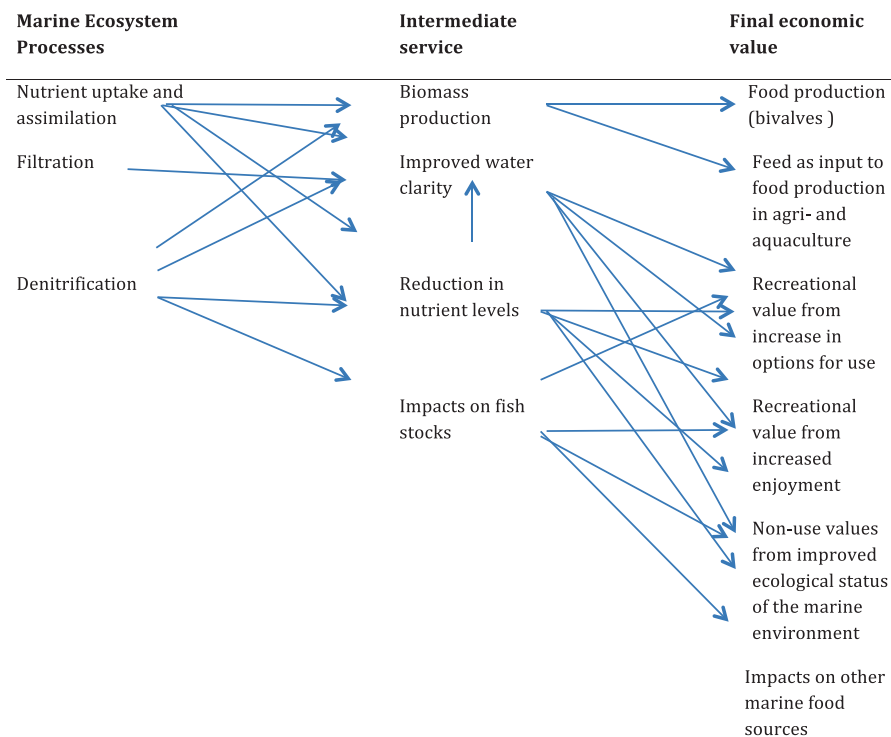 Marine Ecosystem
Processes
Intermediate
service
Final economic
value
Nutrient uptake and
assimilation
Filtration
Denitrification
Biomass
production
Improved water
clarity
Reduction in
nutrient levels
Impacts on fish
stocks
Food production
(bivalves )
Feed as input to
food production
in agri- and
aquaculture
Recreational
value from
increase in
options for use
Recreational
value from
increased
enjoyment
Non-use values
from improved
ecological status
of the marine
environment
Impacts on other
marine food
sources